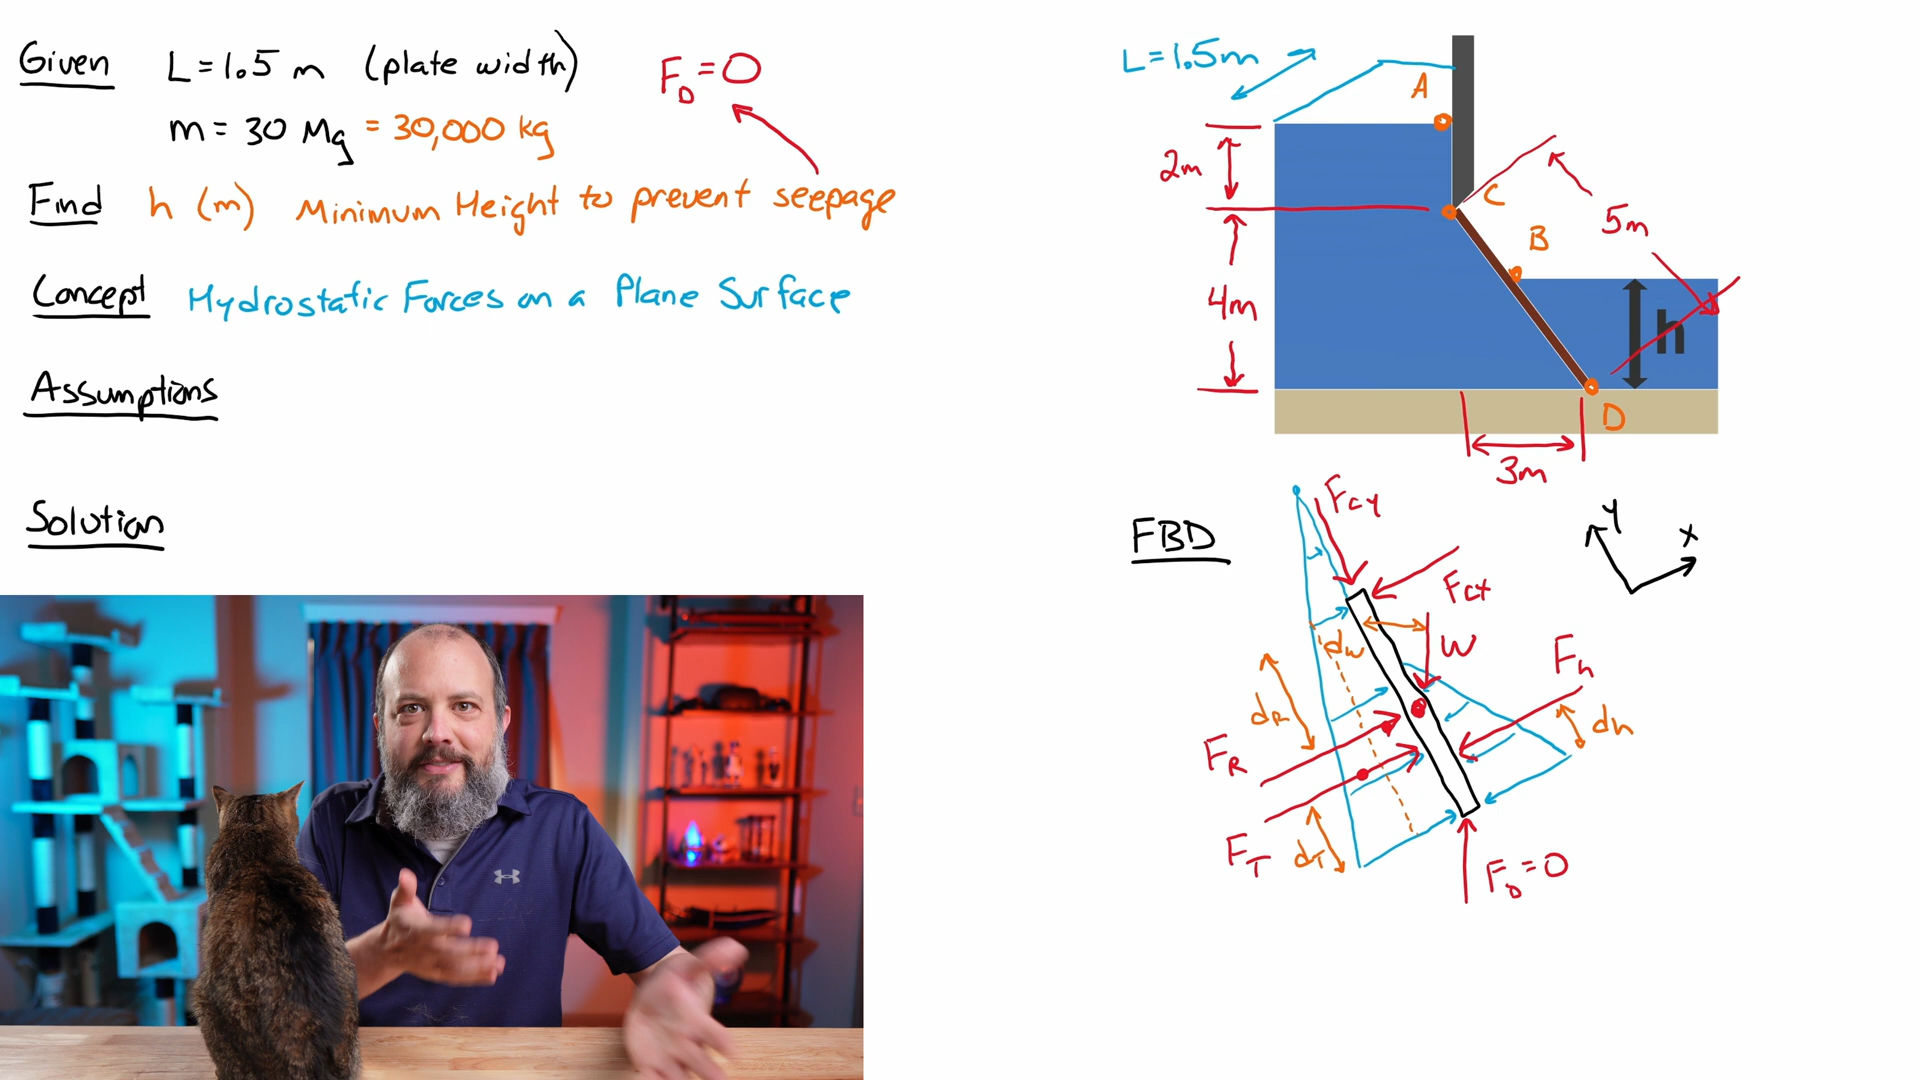 Given L = 1.5 m (plate width)
F_D = 0
m = 30 Mg = 30,000 kg
Find h (m) Minimum Height to prevent seepage
Concept Hydrostatic Forces on a Plane Surface
Assumptions
Solution
L = 1.5m
A
2m
C
5m
B
4m
h
D
3m
FBD
F_cy
Y
X
F_cx
d_w
W
F_h
d_R
d_h
F_R
F_T
d_T
F_D = 0